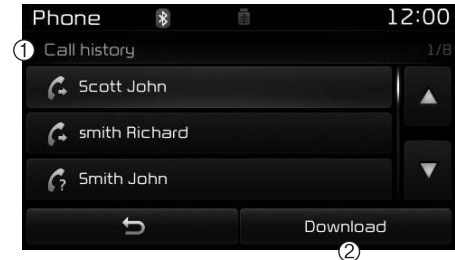 Phone 12:00
① Call history 1/8
Scott John
smith Richard
Smith John
Download
②